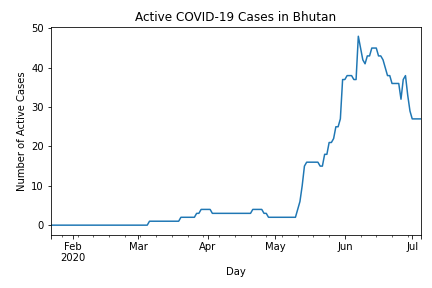 Active COVID-19 Cases in Bhutan
50
40
30
20
10
0
Number of Active Cases
Feb Mar Apr May Jun Jul
2020
Day